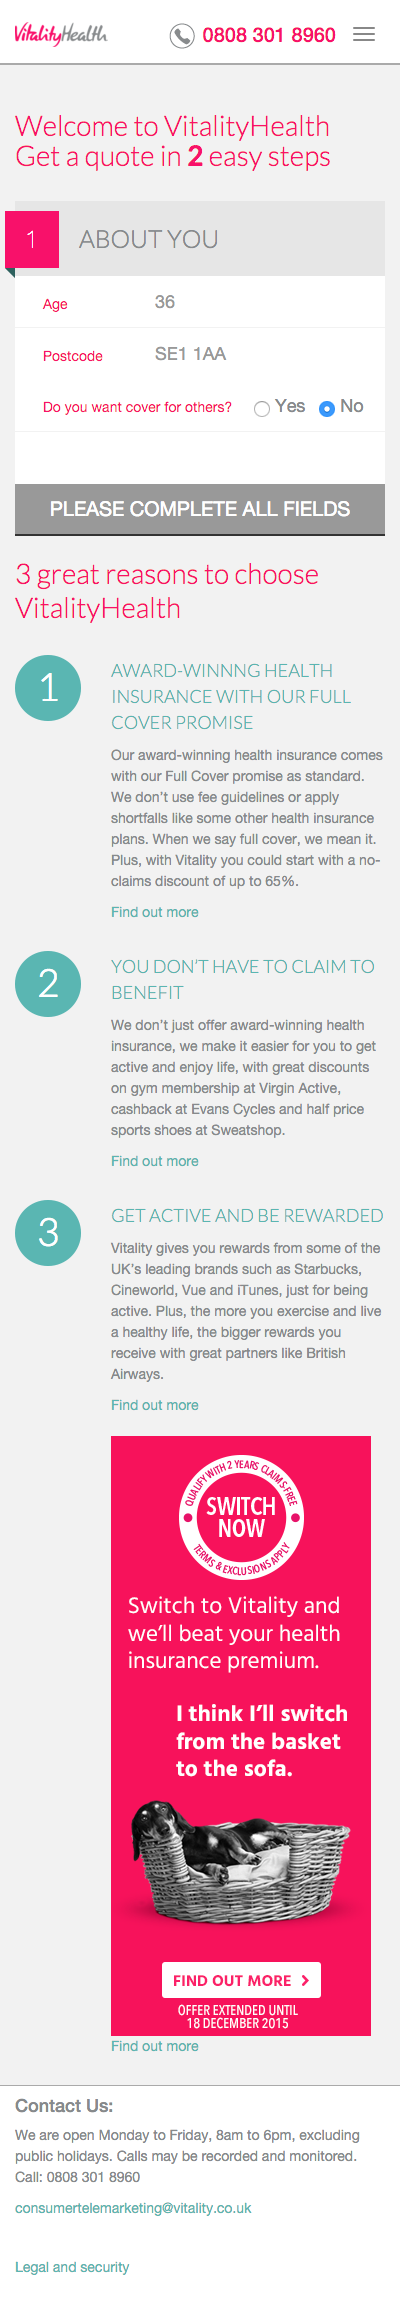 VitalityHealth
0808 301 8960
Welcome to VitalityHealth
Get a quote in 2 easy steps
1 ABOUT YOU
Age 36
Postcode SE1 1AA
Do you want cover for others? Yes No
PLEASE COMPLETE ALL FIELDS
3 great reasons to choose
VitalityHealth
1
AWARD-WINNNG HEALTH
INSURANCE WITH OUR FULL
COVER PROMISE
Our award-winning health insurance comes
with our Full Cover promise as standard.
We don't use fee guidelines or apply
shortfalls like some other health insurance
plans. When we say full cover, we mean it.
Plus, with Vitality you could start with a no-
claims discount of up to 65%.
Find out more
2
YOU DON'T HAVE TO CLAIM TO
BENEFIT
We don't just offer award-winning health
insurance, we make it easier for you to get
active and enjoy life, with great discounts
on gym membership at Virgin Active,
cashback at Evans Cycles and half price
sports shoes at Sweatshop.
Find out more
3
GET ACTIVE AND BE REWARDED
Vitality gives you rewards from some of the
UK's leading brands such as Starbucks,
Cineworld, Vue and iTunes, just for being
active. Plus, the more you exercise and live
a healthy life, the bigger rewards you
receive with great partners like British
Airways.
Find out more
QUALIFY WITH 2 YEARS CLAIMS-FREE
SWITCH
NOW
TERMS & EXCLUSIONS APPLY
Switch to Vitality and
we'll beat your health
insurance premium.
I think I'll switch
from the basket
to the sofa.
FIND OUT MORE
OFFER EXTENDED UNTIL
18 DECEMBER 2015
Find out more
Contact Us:
We are open Monday to Friday, 8am to 6pm, excluding
public holidays. Calls may be recorded and monitored.
Call: 0808 301 8960
consumertelemarketing@vitality.co.uk
Legal and security